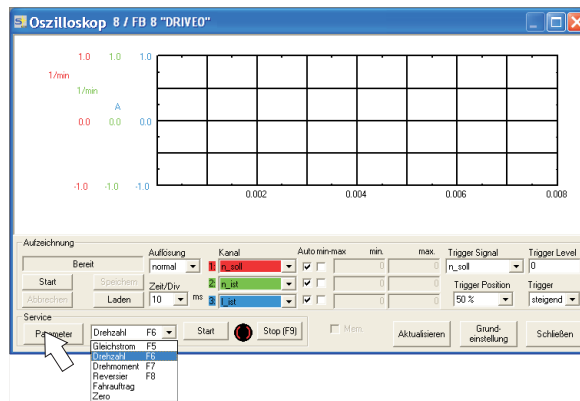 Oszilloskop 8 / FB 8 "DRIVE0"
1.0 1.0 1.0
1/min
1/min
A
0.0 0.0 0.0
-1.0 -1.0 -1.0
0.002 0.004 0.006 0.008
Aufzeichnung
Bereit
Start Speichern
Abbrechen Laden
Auflösung
normal
Zeit/Div
10 ms
Kanal Auto min-max min. max.
1: n_soll 0 0
2: n_ist 0 0
3: I_ist 0 0
Trigger Signal Trigger Level
n_soll 0
Trigger Position Trigger
50 % steigend
Service
Parameter Drehzahl F6 Start Stop (F9) Mem. Aktualisieren Grund-einstellung Schließen
Gleichstrom F5
Drehzahl F6
Drehmoment F7
Reversier F8
Fahrauftrag
Zero